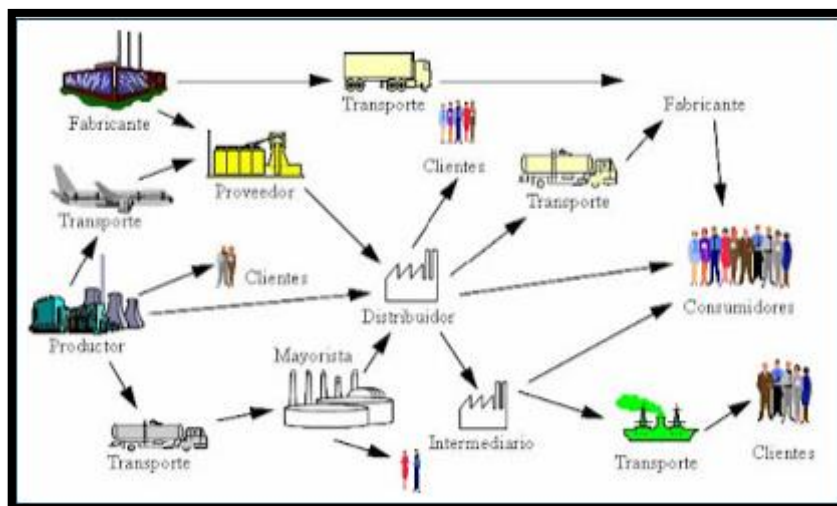 Transporte
Fabricante
Fabricante
Clientes
Proveedor
Transporte
Transporte
Clientes
Distribuidor
Consumidores
Productor
Mayorista
Intermediario
Transporte
Transporte
Clientes